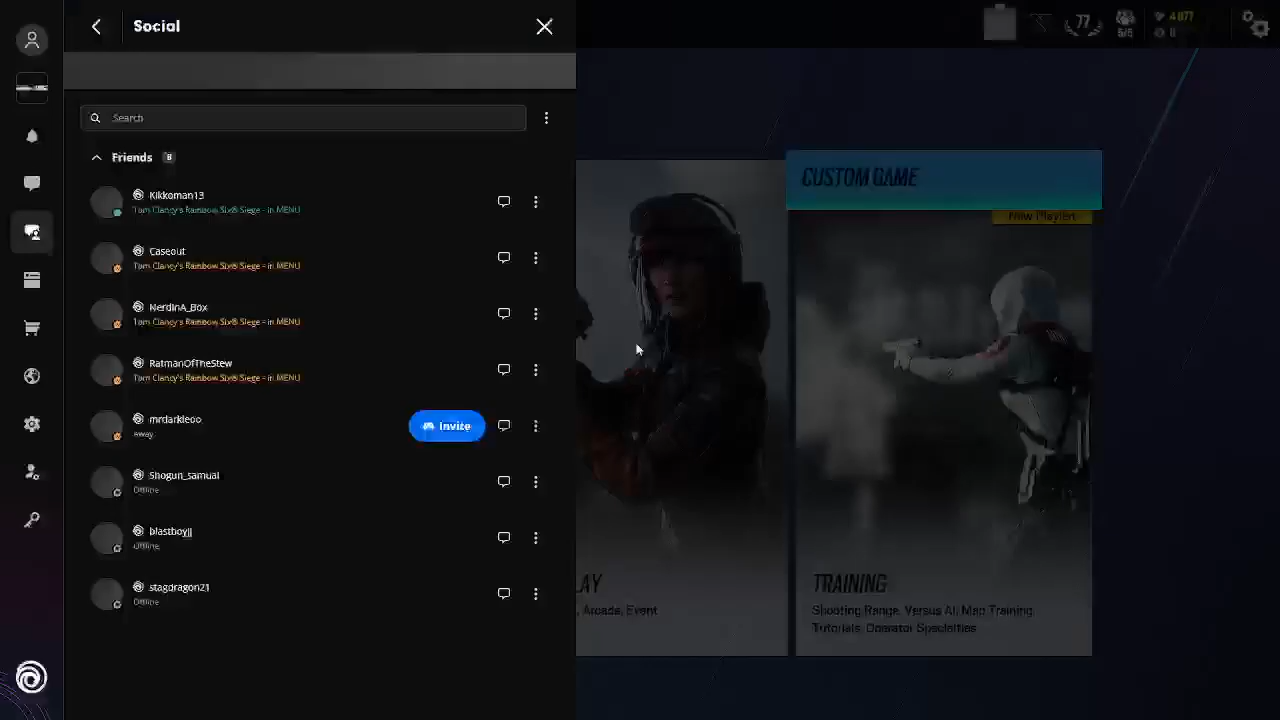 Social
77
5/5
4877
Search
Friends 8
Kikkoman13
Tom Clancy's Rainbow Six® Siege - in MENU
Caseout
Tom Clancy's Rainbow Six® Siege - in MENU
NerdInA_Box
Tom Clancy's Rainbow Six® Siege - in MENU
RatmanOfTheStew
Tom Clancy's Rainbow Six® Siege - in MENU
mrdarkleoo
Away
Invite
Shogun_samual
Offline
blastboyjj
Offline
stagdragon21
Offline
CUSTOM GAME
New Playlist
LAY
, Arcade, Event
TRAINING
Shooting Range, Versus AI, Map Training,
Tutorials, Operator Specialties